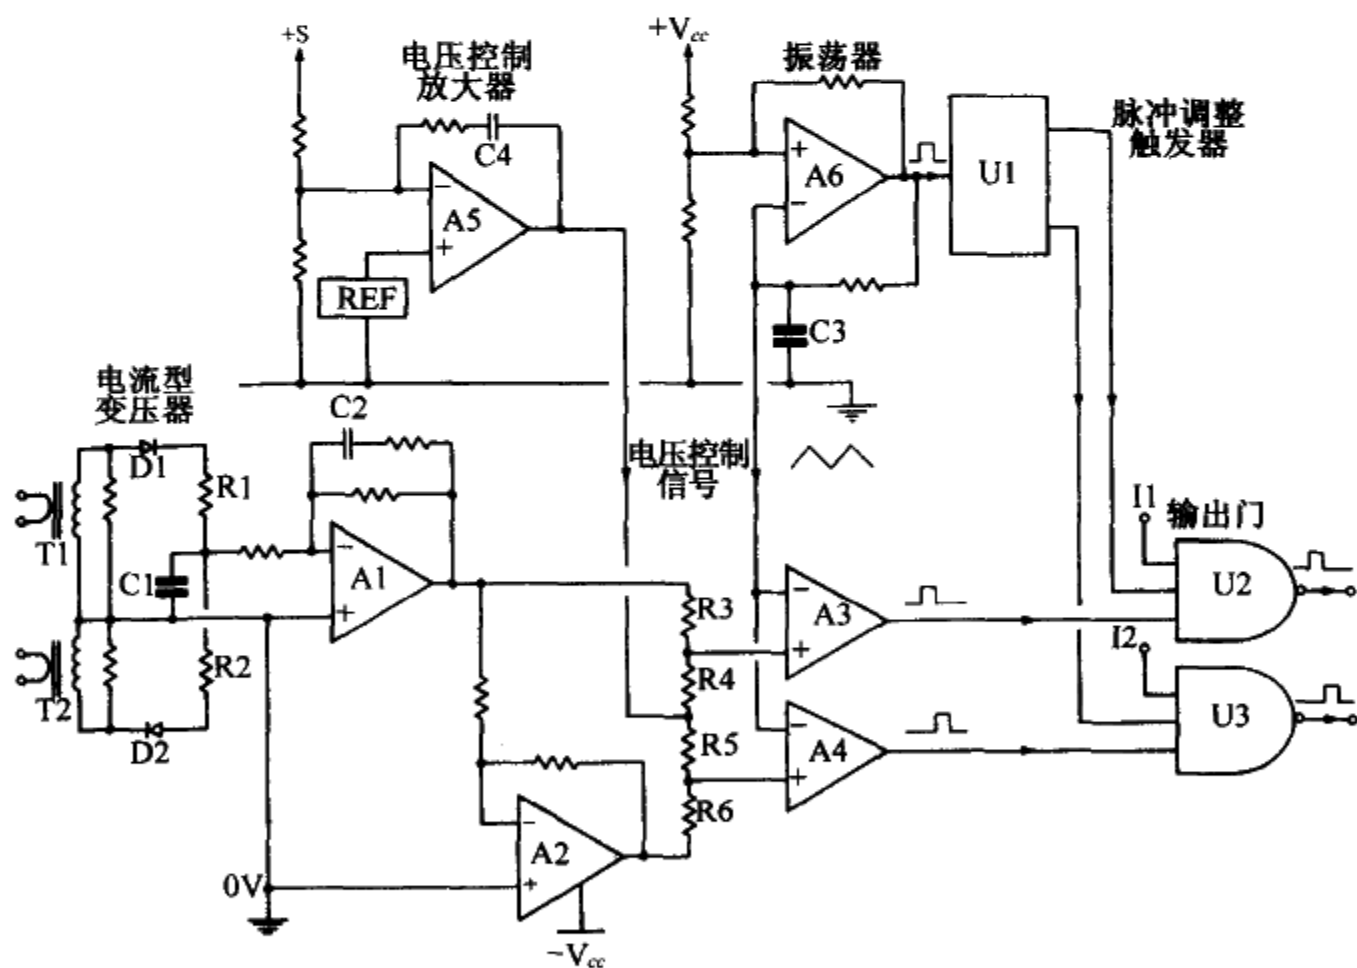 +S
电压控制
放大器
C4
A5
REF
+Vcc
振荡器
A6
U1
脉冲调整
触发器
C3
电流型
变压器
D1
R1
T1
C1
R2
T2
D2
C2
A1
电压控制
信号
R3
R4
R5
R6
A2
0V
~Vcc
A3
A4
I1
输出门
U2
I2
U3